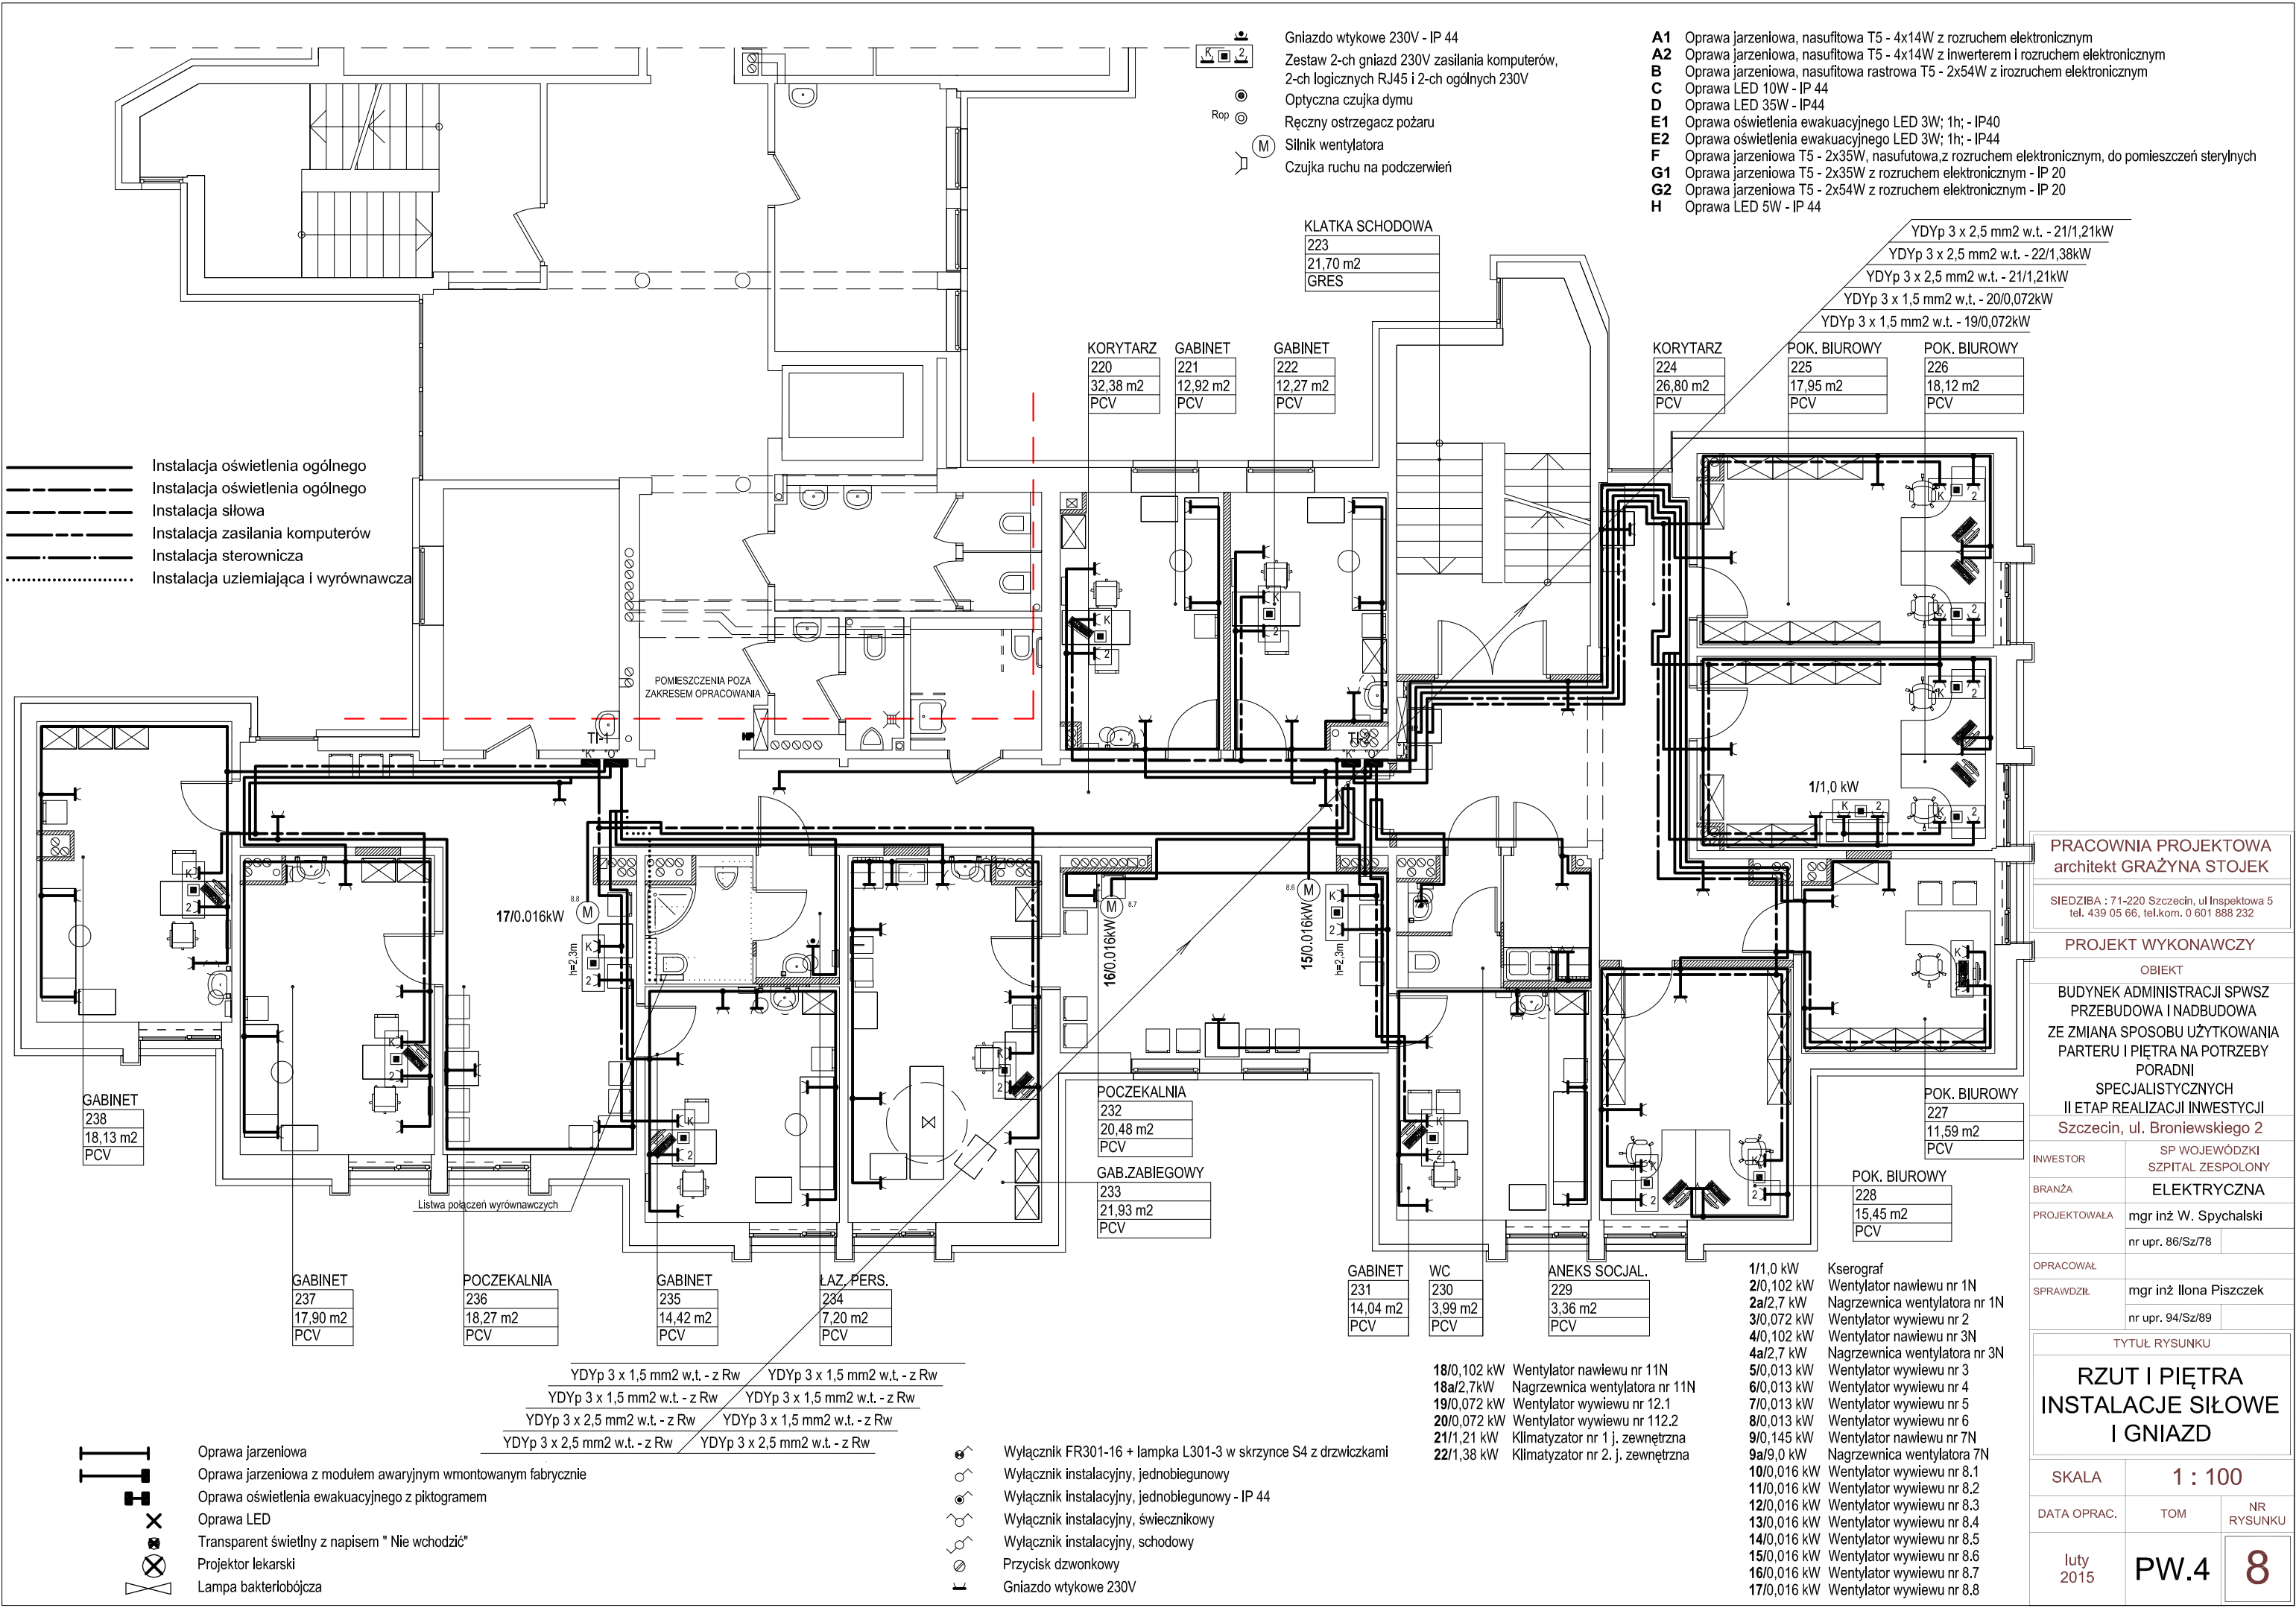 Gniazdo wtykowe 230V - IP 44
K 2
Zestaw 2-ch gniazd 230V zasilania komputerów,
2-ch logicznych RJ45 i 2-ch ogólnych 230V
Optyczna czujka dymu
Rop
Ręczny ostrzegacz pożaru
M
Silnik wentylatora
Czujka ruchu na podczerwień
A1 Oprawa jarzeniowa, nasufitowa T5 - 4x14W z rozruchem elektronicznym
A2 Oprawa jarzeniowa, nasufitowa T5 - 4x14W z inwerterem i rozruchem elektronicznym
B Oprawa jarzeniowa, nasufitowa rastrowa T5 - 2x54W z irozruchem elektronicznym
C Oprawa LED 10W - IP 44
D Oprawa LED 35W - IP44
E1 Oprawa oświetlenia ewakuacyjnego LED 3W; 1h; - IP40
E2 Oprawa oświetlenia ewakuacyjnego LED 3W; 1h; - IP44
F Oprawa jarzeniowa T5 - 2x35W, nasufutowa,z rozruchem elektronicznym, do pomieszczeń sterylnych
G1 Oprawa jarzeniowa T5 - 2x35W z rozruchem elektronicznym - IP 20
G2 Oprawa jarzeniowa T5 - 2x54W z rozruchem elektronicznym - IP 20
H Oprawa LED 5W - IP 44
YDYp 3 x 2,5 mm2 w.t. - 21/1,21kW
YDYp 3 x 2,5 mm2 w.t. - 22/1,38kW
YDYp 3 x 2,5 mm2 w.t. - 21/1,21kW
YDYp 3 x 1,5 mm2 w.t. - 20/0,072kW
YDYp 3 x 1,5 mm2 w.t. - 19/0,072kW
KLATKA SCHODOWA
223
21,70 m2
GRES
KORYTARZ
220
32,38 m2
PCV
GABINET
221
12,92 m2
PCV
GABINET
222
12,27 m2
PCV
KORYTARZ
224
26,80 m2
PCV
POK. BIUROWY
225
17,95 m2
PCV
POK. BIUROWY
226
18,12 m2
PCV
Instalacja oświetlenia ogólnego
Instalacja oświetlenia ogólnego
Instalacja siłowa
Instalacja zasilania komputerów
Instalacja sterownicza
Instalacja uziemiająca i wyrównawcza
POMIESZCZENIA POZA
ZAKRESEM OPRACOWANIA
HP
TI-1
"K" "O"
TI-2
"K" "O"
1/1,0 kW
17/0.016kW
8.8
M
h=2,3m
16/0.016kW
M
8.7
15/0.016kW
8.6
M
h=2,3m
GABINET
238
18,13 m2
PCV
POCZEKALNIA
232
20,48 m2
PCV
GAB.ZABIEGOWY
233
21,93 m2
PCV
POK. BIUROWY
227
11,59 m2
PCV
POK. BIUROWY
228
15,45 m2
PCV
Listwa połączeń wyrównawczych
GABINET
237
17,90 m2
PCV
POCZEKALNIA
236
18,27 m2
PCV
GABINET
235
14,42 m2
PCV
ŁAZ. PERS.
234
7,20 m2
PCV
GABINET
231
14,04 m2
PCV
WC
230
3,99 m2
PCV
ANEKS SOCJAL.
229
3,36 m2
PCV
YDYp 3 x 1,5 mm2 w.t. - z Rw YDYp 3 x 1,5 mm2 w.t. - z Rw
YDYp 3 x 1,5 mm2 w.t. - z Rw YDYp 3 x 1,5 mm2 w.t. - z Rw
YDYp 3 x 2,5 mm2 w.t. - z Rw YDYp 3 x 1,5 mm2 w.t. - z Rw
YDYp 3 x 2,5 mm2 w.t. - z Rw YDYp 3 x 2,5 mm2 w.t. - z Rw
Oprawa jarzeniowa
Oprawa jarzeniowa z modułem awaryjnym wmontowanym fabrycznie
Oprawa oświetlenia ewakuacyjnego z piktogramem
Oprawa LED
Transparent świetlny z napisem " Nie wchodzić"
Projektor lekarski
Lampa bakteriobójcza
Wyłącznik FR301-16 + lampka L301-3 w skrzynce S4 z drzwiczkami
Wyłącznik instalacyjny, jednobiegunowy
Wyłącznik instalacyjny, jednobiegunowy - IP 44
Wyłącznik instalacyjny, świecznikowy
Wyłącznik instalacyjny, schodowy
Przycisk dzwonkowy
Gniazdo wtykowe 230V
18/0,102 kW Wentylator nawiewu nr 11N
18a/2,7kW Nagrzewnica wentylatora nr 11N
19/0,072 kW Wentylator wywiewu nr 12.1
20/0,072 kW Wentylator wywiewu nr 112.2
21/1,21 kW Klimatyzator nr 1 j. zewnętrzna
22/1,38 kW Klimatyzator nr 2. j. zewnętrzna
1/1,0 kW Kserograf
2/0,102 kW Wentylator nawiewu nr 1N
2a/2,7 kW Nagrzewnica wentylatora nr 1N
3/0,072 kW Wentylator wywiewu nr 2
4/0,102 kW Wentylator nawiewu nr 3N
4a/2,7 kW Nagrzewnica wentylatora nr 3N
5/0,013 kW Wentylator wywiewu nr 3
6/0,013 kW Wentylator wywiewu nr 4
7/0,013 kW Wentylator wywiewu nr 5
8/0,013 kW Wentylator wywiewu nr 6
9/0,145 kW Wentylator nawiewu nr 7N
9a/9,0 kW Nagrzewnica wentylatora 7N
10/0,016 kW Wentylator wywiewu nr 8.1
11/0,016 kW Wentylator wywiewu nr 8.2
12/0,016 kW Wentylator wywiewu nr 8.3
13/0,016 kW Wentylator wywiewu nr 8.4
14/0,016 kW Wentylator wywiewu nr 8.5
15/0,016 kW Wentylator wywiewu nr 8.6
16/0,016 kW Wentylator wywiewu nr 8.7
17/0,016 kW Wentylator wywiewu nr 8.8
PRACOWNIA PROJEKTOWA
architekt GRAŻYNA STOJEK
SIEDZIBA : 71-220 Szczecin, ul Inspektowa 5
tel. 439 05 66, tel.kom. 0 601 888 232
PROJEKT WYKONAWCZY
OBIEKT
BUDYNEK ADMINISTRACJI SPWSZ
PRZEBUDOWA I NADBUDOWA
ZE ZMIANA SPOSOBU UŻYTKOWANIA
PARTERU I PIĘTRA NA POTRZEBY
PORADNI
SPECJALISTYCZNYCH
II ETAP REALIZACJI INWESTYCJI
Szczecin, ul. Broniewskiego 2
INWESTOR SP WOJEWÓDZKI
SZPITAL ZESPOLONY
BRANŻA ELEKTRYCZNA
PROJEKTOWAŁA mgr inż W. Spychalski
nr upr. 86/Sz/78
OPRACOWAŁ
SPRAWDZIŁ mgr inż Ilona Piszczek
nr upr. 94/Sz/89
TYTUŁ RYSUNKU
RZUT I PIĘTRA
INSTALACJE SIŁOWE
I GNIAZD
SKALA 1 : 100
DATA OPRAC. TOM NR
RYSUNKU
luty
2015
PW.4
8